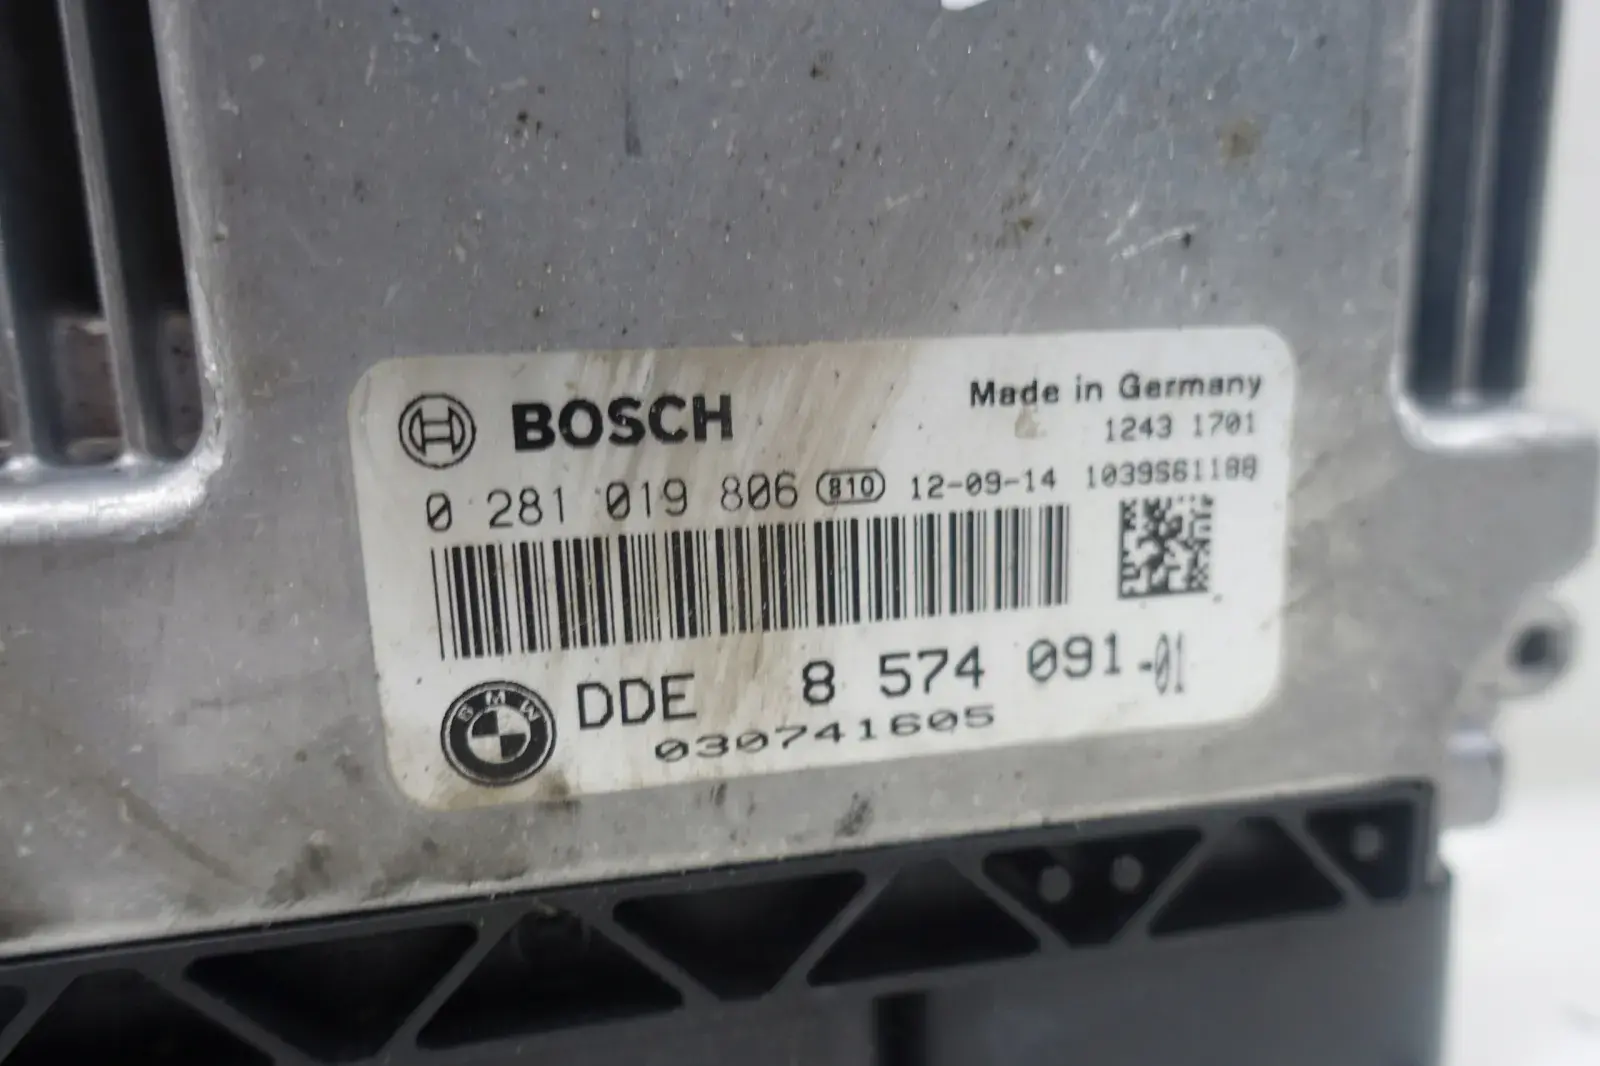 BOSCH
Made in Germany
1243 1701
0 281 019 806 810 12-09-14 1039S61188
BMW DDE 8 574 091-01
030741605